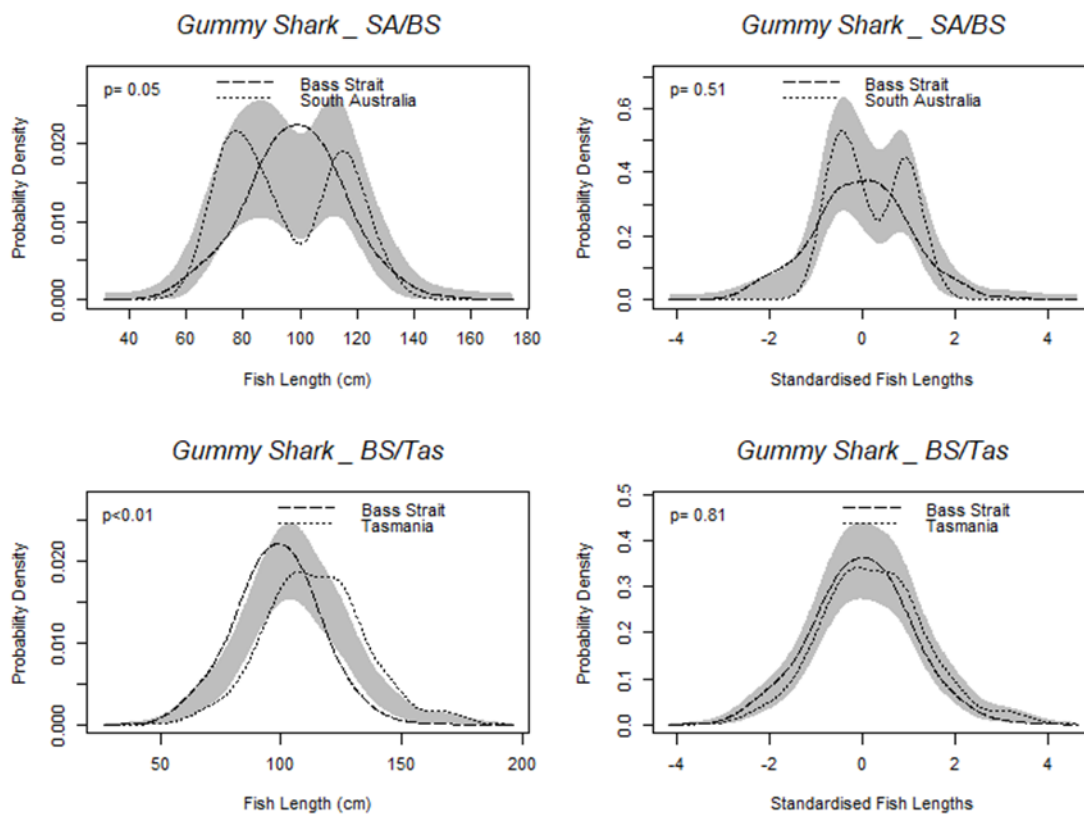 Gummy Shark _ SA/BS
p= 0.05
Bass Strait
South Australia
Probability Density
0.000
0.010
0.020
40
60
80
100
120
140
160
180
Fish Length (cm)
Gummy Shark _ SA/BS
p= 0.51
Bass Strait
South Australia
Probability Density
0.0
0.2
0.4
0.6
-4
-2
0
2
4
Standardised Fish Lengths
Gummy Shark _ BS/Tas
p<0.01
Bass Strait
Tasmania
Probability Density
0.000
0.010
0.020
50
100
150
200
Fish Length (cm)
Gummy Shark _ BS/Tas
p= 0.81
Bass Strait
Tasmania
Probability Density
0.0
0.1
0.2
0.3
0.4
0.5
-4
-2
0
2
4
Standardised Fish Lengths